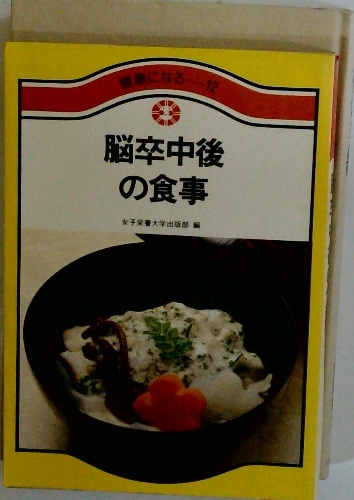 健康になる—12
脳卒中後
の食事
女子栄養大学出版部 編